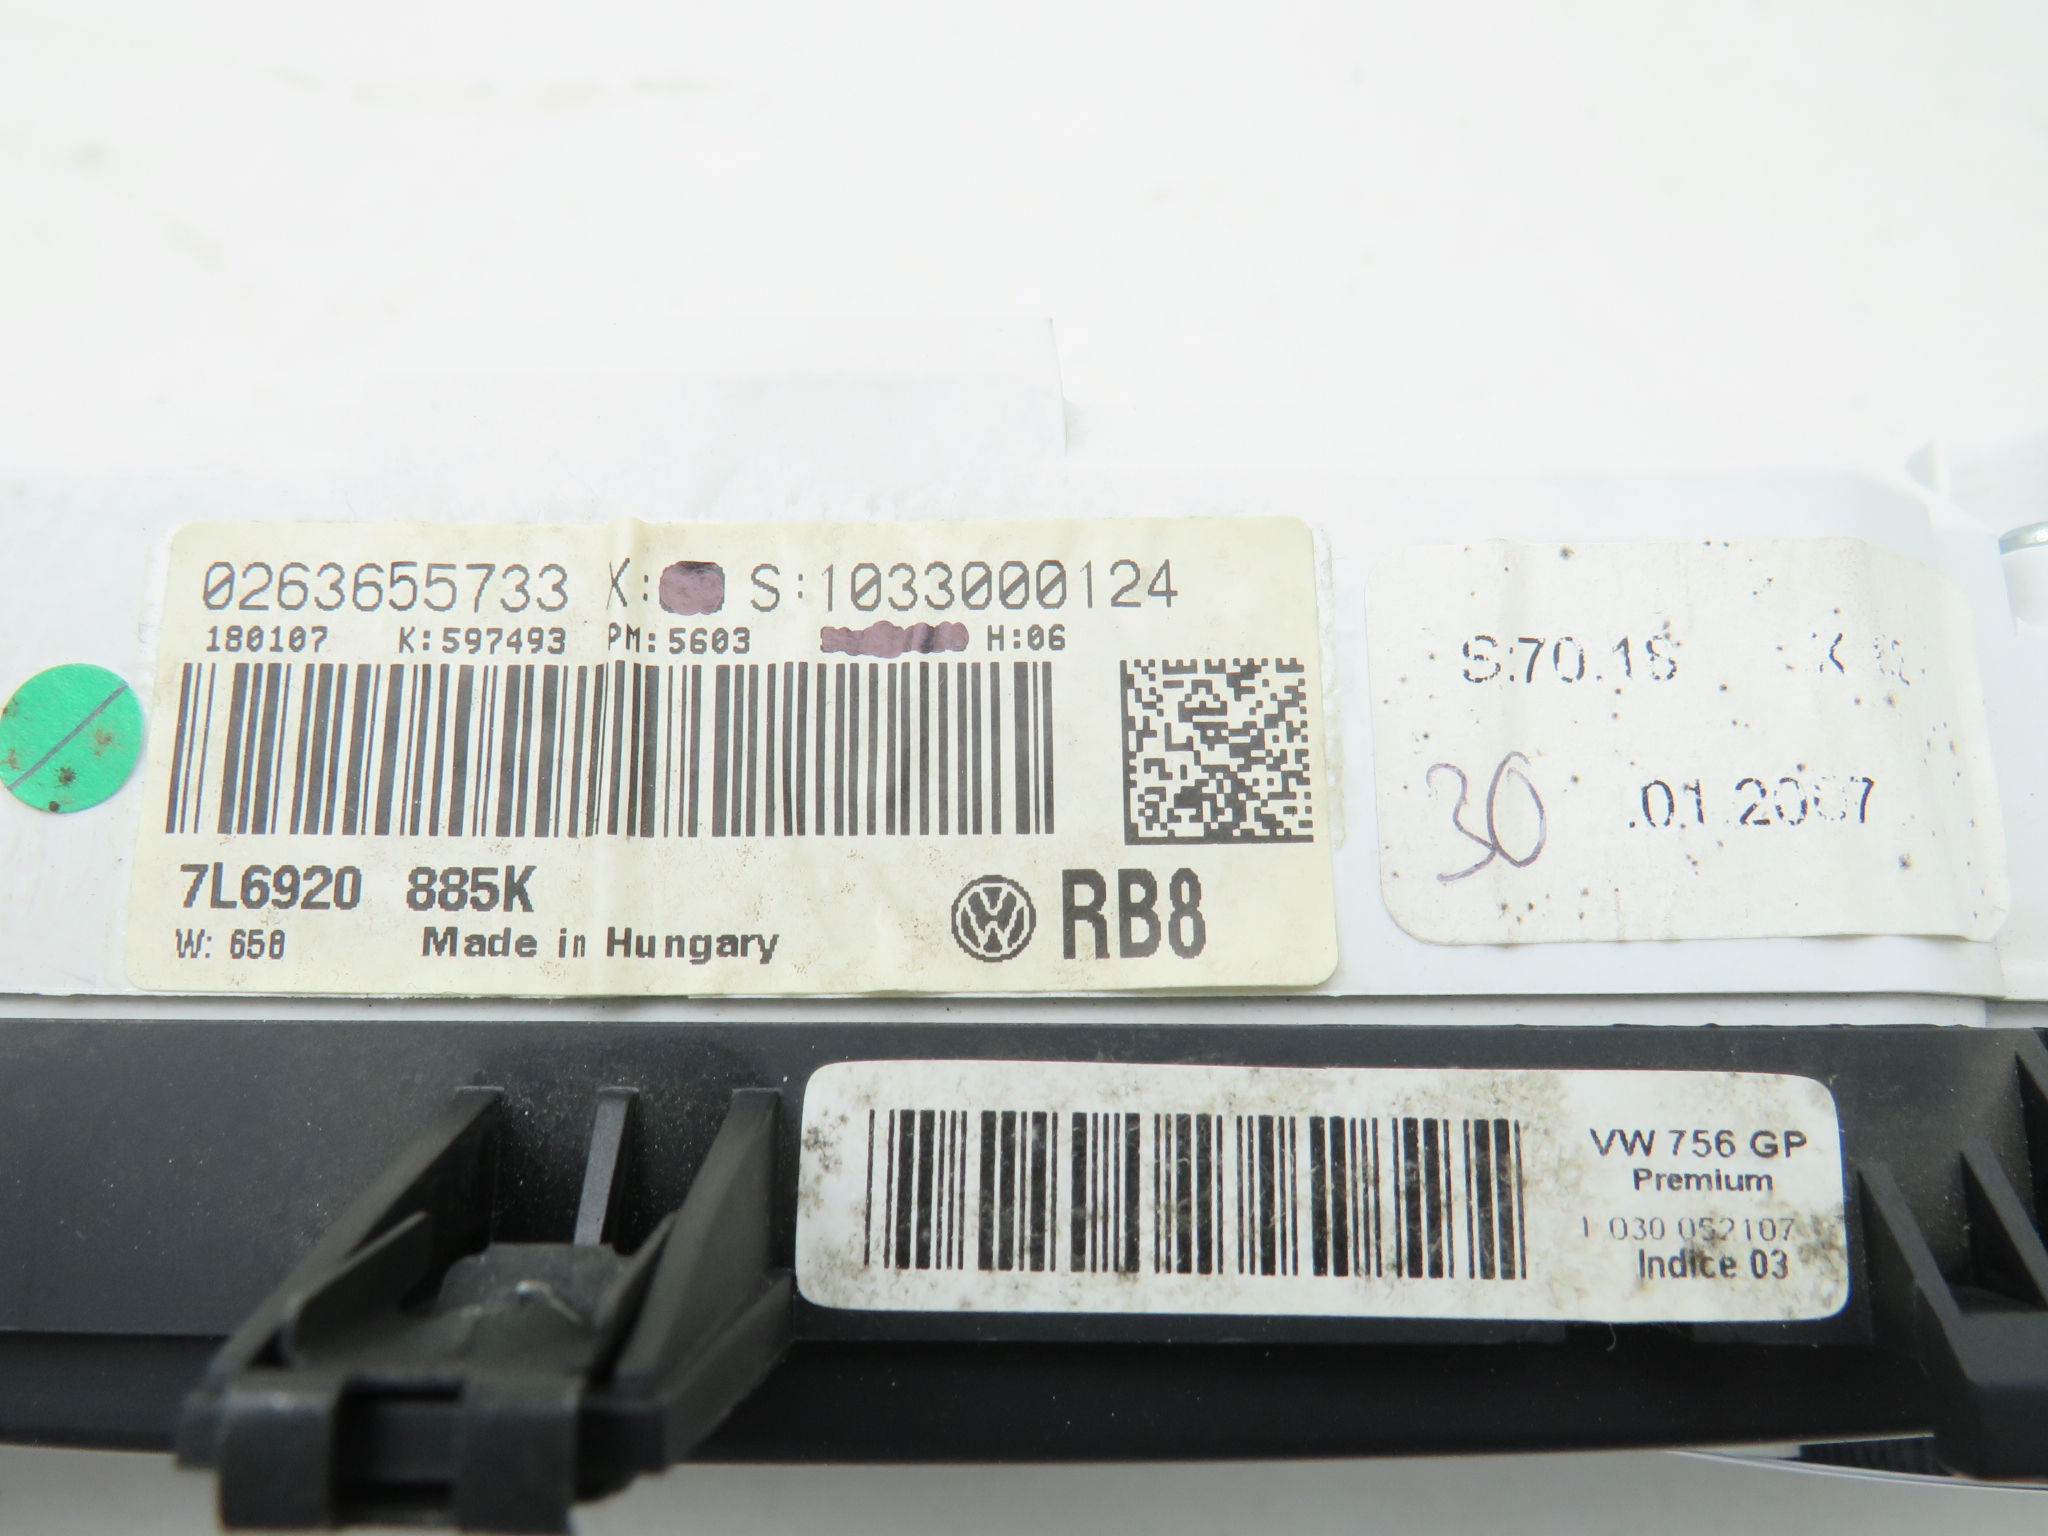 0263655733 X: S:1033000124
180107 K:597493 PM:5603 H:06
7L6920 885K
W: 658 Made in Hungary
RB8
S:70.18 K
30 .01.2007
VW 756 GP
Premium
1 030 052107
Indice 03